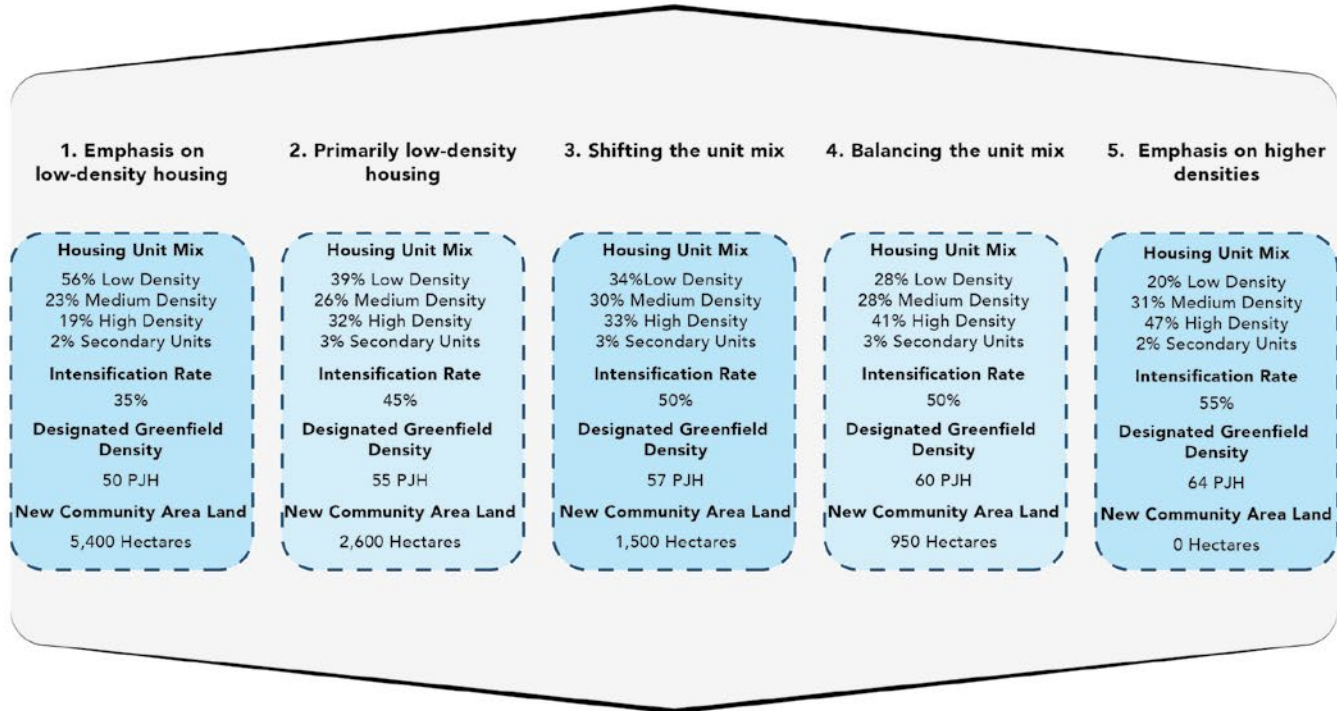 1. Emphasis on
low-density housing
Housing Unit Mix
56% Low Density
23% Medium Density
19% High Density
2% Secondary Units
Intensification Rate
35%
Designated Greenfield
Density
50 PJH
New Community Area Land
5,400 Hectares
2. Primarily low-density
housing
Housing Unit Mix
39% Low Density
26% Medium Density
32% High Density
3% Secondary Units
Intensification Rate
45%
Designated Greenfield
Density
55 PJH
New Community Area Land
2,600 Hectares
3. Shifting the unit mix
Housing Unit Mix
34%Low Density
30% Medium Density
33% High Density
3% Secondary Units
Intensification Rate
50%
Designated Greenfield
Density
57 PJH
New Community Area Land
1,500 Hectares
4. Balancing the unit mix
Housing Unit Mix
28% Low Density
28% Medium Density
41% High Density
3% Secondary Units
Intensification Rate
50%
Designated Greenfield
Density
60 PJH
New Community Area Land
950 Hectares
5. Emphasis on higher
densities
Housing Unit Mix
20% Low Density
31% Medium Density
47% High Density
2% Secondary Units
Intensification Rate
55%
Designated Greenfield
Density
64 PJH
New Community Area Land
0 Hectares